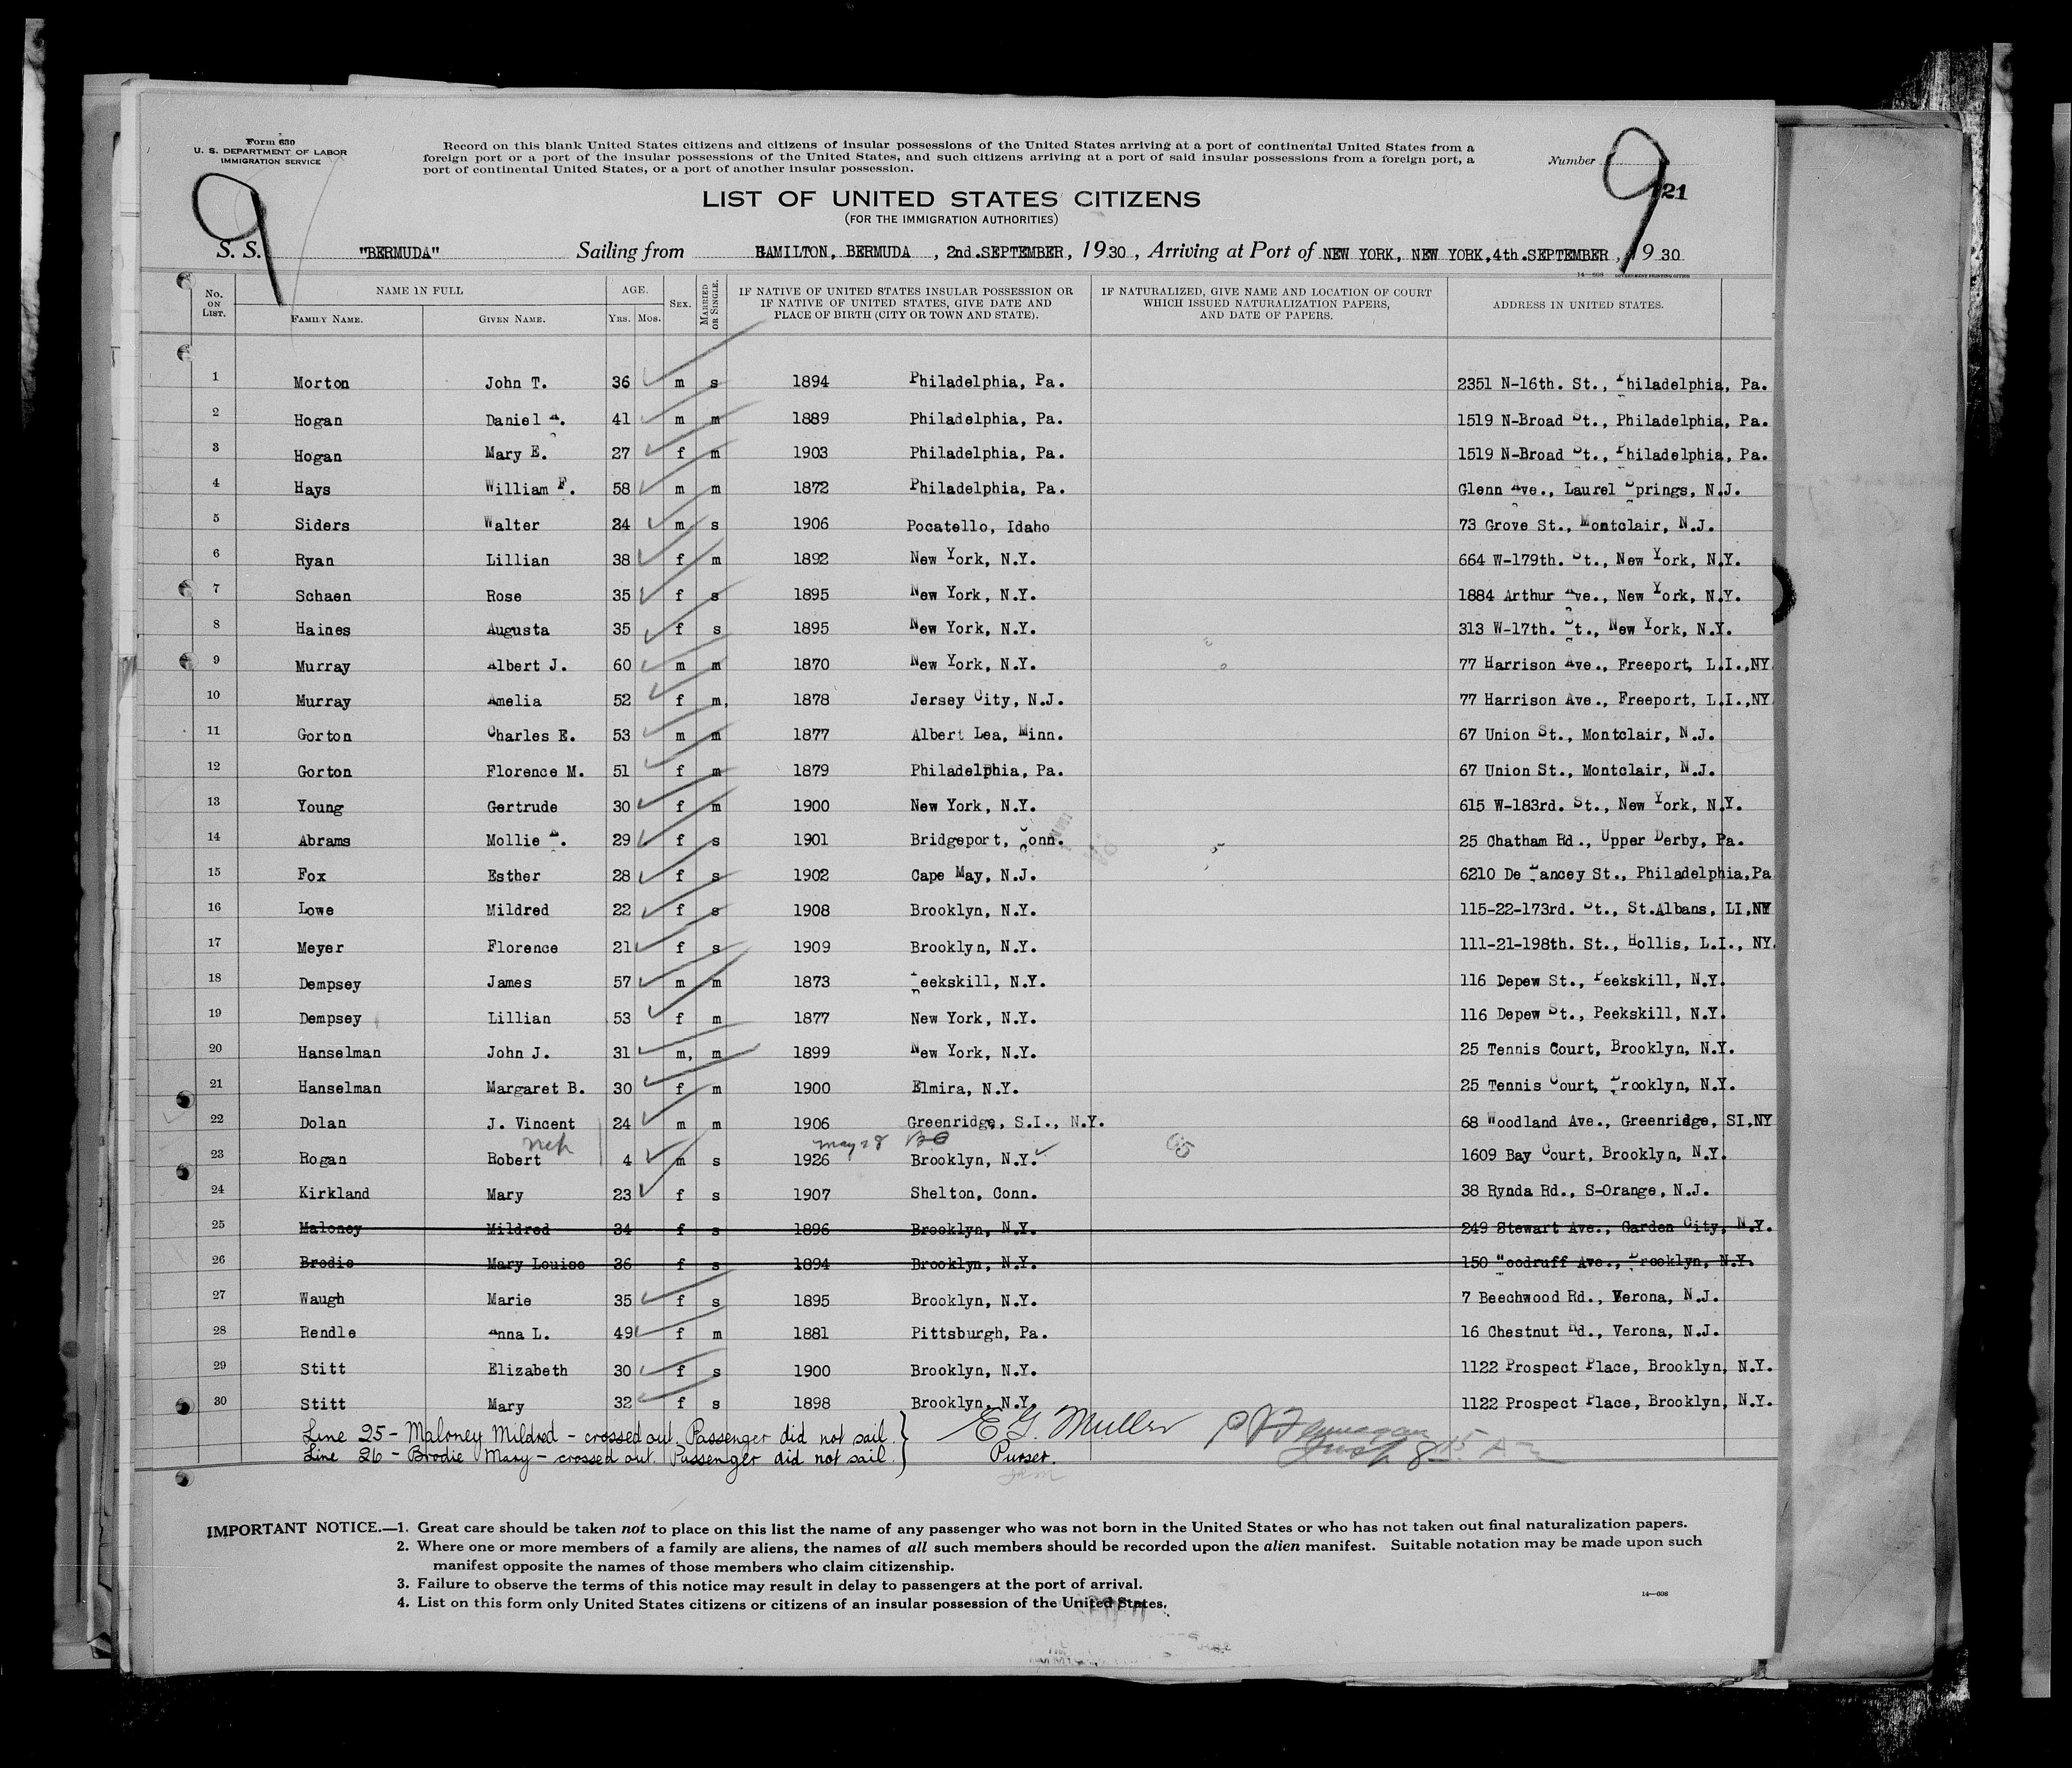 Form 630
U. S. DEPARTMENT OF LABOR
IMMIGRATION SERVICE
Record on this blank United States citizens and citizens of insular possessions of the United States arriving at a port of continental United States from a
foreign port or a port of the insular possessions of the United States, and such citizens arriving at a port of said insular possessions from a foreign port, a
port of continental United States, or a port of another insular possession.
Number
9
9
121
LIST OF UNITED STATES CITIZENS
(FOR THE IMMIGRATION AUTHORITIES)
S. S. "BERMUDA" Sailing from HAMILTON, BERMUDA , 2nd.SEPTEMBER, 1930 , Arriving at Port of NEW YORK, NEW YORK, 4th.SEPTEMBER , 1930
14—608 GOVERNMENT PRINTING OFFICE
No. ON LIST. NAME IN FULL AGE. SEX. MARRIED OR SINGLE. IF NATIVE OF UNITED STATES INSULAR POSSESSION OR IF NATIVE OF UNITED STATES, GIVE DATE AND PLACE OF BIRTH (CITY OR TOWN AND STATE). IF NATURALIZED, GIVE NAME AND LOCATION OF COURT WHICH ISSUED NATURALIZATION PAPERS, AND DATE OF PAPERS. ADDRESS IN UNITED STATES.
FAMILY NAME. GIVEN NAME. YRS. MOS.
1 Morton John T. 36 m s 1894 Philadelphia, Pa. 2351 N-16th. St., Philadelphia, Pa.
2 Hogan Daniel A. 41 m m 1889 Philadelphia, Pa. 1519 N-Broad St., Philadelphia, Pa.
3 Hogan Mary E. 27 f m 1903 Philadelphia, Pa. 1519 N-Broad St., Philadelphia, Pa.
4 Hays William F. 58 m m 1872 Philadelphia, Pa. Glenn Ave., Laurel Springs, N.J.
5 Siders Walter 24 m s 1906 Pocatello, Idaho 73 Grove St., Montclair, N.J.
6 Ryan Lillian 38 f m 1892 New York, N.Y. 664 W-179th. St., New York, N.Y.
7 Schaen Rose 35 f s 1895 New York, N.Y. 1884 Arthur Ave., New York, N.Y.
8 Haines Augusta 35 f s 1895 New York, N.Y. 313 W-17th. St., New York, N.Y.
9 Murray Albert J. 60 m m 1870 New York, N.Y. 77 Harrison Ave., Freeport, L.I.,NY
10 Murray Amelia 52 f m, 1878 Jersey City, N.J. 77 Harrison Ave., Freeport, L.I.,NY
11 Gorton Charles E. 53 m m 1877 Albert Lea, Minn. 67 Union St., Montclair, N.J.
12 Gorton Florence M. 51 f m 1879 Philadelphia, Pa. 67 Union St., Montclair, N.J.
13 Young Gertrude 30 f m 1900 New York, N.Y. 615 W-183rd. St., New York, N.Y.
14 Abrams Mollie A. 29 f s 1901 Bridgeport, Conn. 25 Chatham Rd., Upper Derby, Pa.
15 Fox Esther 28 f s 1902 Cape May, N.J. 6210 De Lancey St., Philadelphia,Pa
16 Lowe Mildred 22 f s 1908 Brooklyn, N.Y. 115-22-173rd. St., St.Albans, LI,NY
17 Meyer Florence 21 f s 1909 Brooklyn, N.Y. 111-21-198th. St., Hollis, L.I., NY.
18 Dempsey James 57 m m 1873 Peekskill, N.Y. 116 Depew St., Peekskill, N.Y.
19 Dempsey Lillian 53 f m 1877 New York, N.Y. 116 Depew St., Peekskill, N.Y.
20 Hanselman John J. 31 m, m 1899 New York, N.Y. 25 Tennis Court, Brooklyn, N.Y.
21 Hanselman Margaret B. 30 f m 1900 Elmira, N.Y. 25 Tennis Court, Brooklyn, N.Y.
22 Dolan J. Vincent 24 m m 1906 Greenridge, S.I., N.Y. 68 Woodland Ave., Greenridge, SI,NY
nep may 28
23 Rogan Robert 4 m s 1926 Brooklyn, N.Y. 1609 Bay Court, Brooklyn, N.Y.
24 Kirkland Mary 23 f s 1907 Shelton, Conn. 38 Rynda Rd., S-Orange, N.J.
25 Maloney Mildred 34 f s 1896 Brooklyn, N.Y. 249 Stewart Ave., Garden City, N.Y.
26 Brodie Mary Louise 36 f s 1894 Brooklyn, N.Y. 150 Woodruff Ave., Brooklyn, N.Y.
27 Waugh Marie 35 f s 1895 Brooklyn, N.Y. 7 Beechwood Rd., Verona, N.J.
28 Rendle Anna L. 49 f m 1881 Pittsburgh, Pa. 16 Chestnut Rd., Verona, N.J.
29 Stitt Elizabeth 30 f s 1900 Brooklyn, N.Y. 1122 Prospect Place, Brooklyn, N.Y.
30 Stitt Mary 32 f s 1898 Brooklyn, N.Y. 1122 Prospect Place, Brooklyn, N.Y.
Line 25 - Maloney Mildred - crossed out. Passenger did not sail. E G. Muller
Line 26 - Brodie Mary - crossed out. Passenger did not sail. Purser.
IMPORTANT NOTICE.—1. Great care should be taken not to place on this list the name of any passenger who was not born in the United States or who has not taken out final naturalization papers.
2. Where one or more members of a family are aliens, the names of all such members should be recorded upon the alien manifest. Suitable notation may be made upon such
manifest opposite the names of those members who claim citizenship.
3. Failure to observe the terms of this notice may result in delay to passengers at the port of arrival.
4. List on this form only United States citizens or citizens of an insular possession of the United States.
14—608